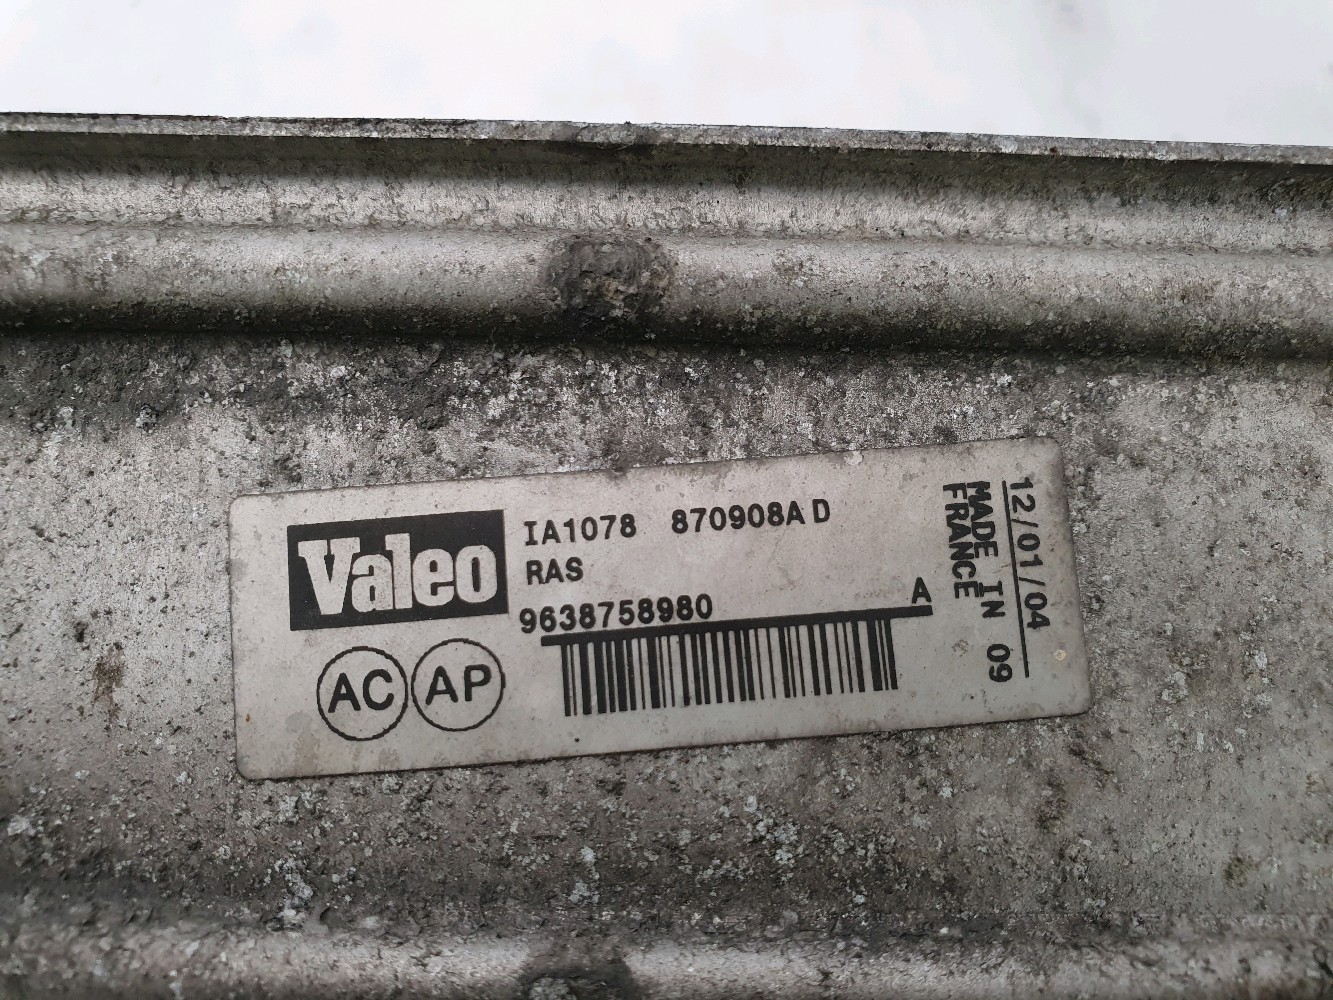 Valeo
IA1078 870908A D
RAS
9638758980 A
AC AP
12/01/04
MADE IN 09
FRANCE